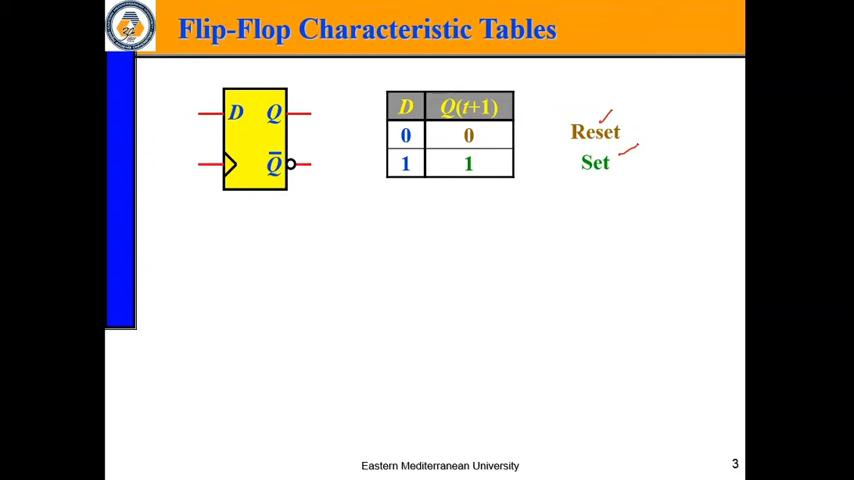 Flip-Flop Characteristic Tables
D Q
Q̅
D Q(t+1)
0 0
1 1
Reset
Set
Eastern Mediterranean University
3